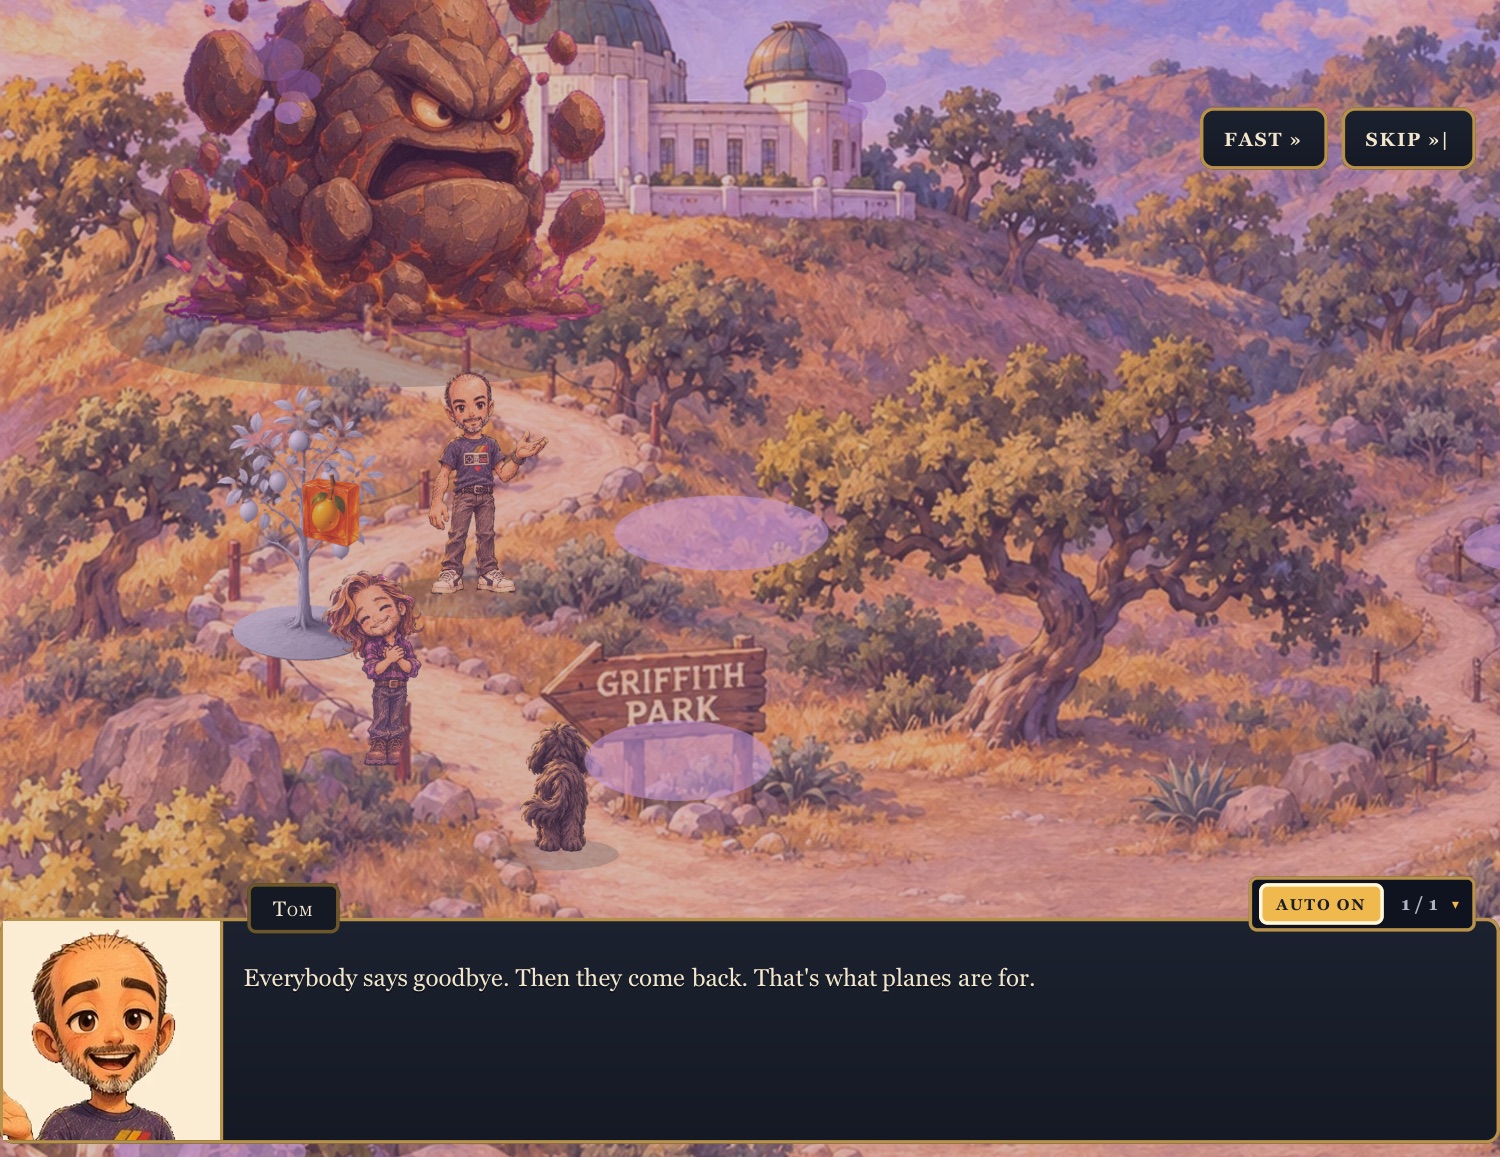 FAST »
SKIP »|
GRIFFITH
PARK
Tom
AUTO ON
1 / 1 ▾
Everybody says goodbye. Then they come back. That's what planes are for.